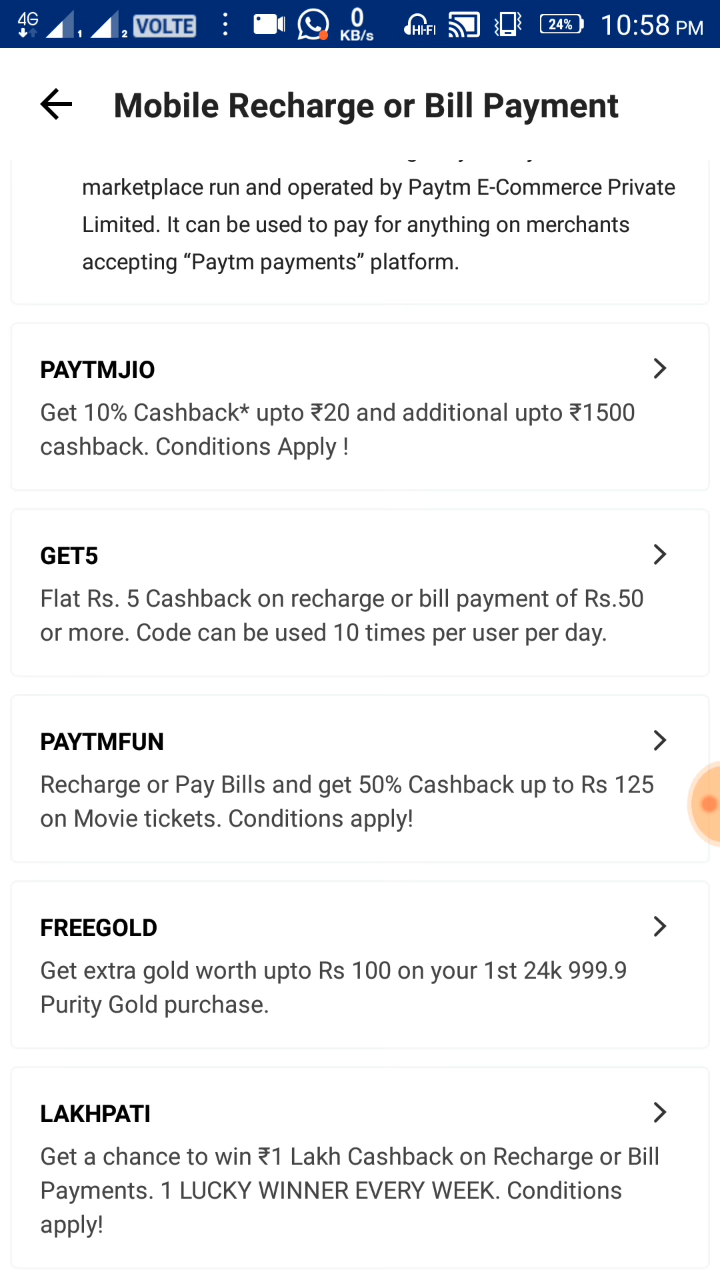 4G 1 2 VOLTE 0 KB/s HI-FI 24% 10:58 PM
Mobile Recharge or Bill Payment
marketplace run and operated by Paytm E-Commerce Private
Limited. It can be used to pay for anything on merchants
accepting “Paytm payments” platform.
PAYTMJIO
Get 10% Cashback* upto ₹20 and additional upto ₹1500
cashback. Conditions Apply !
GET5
Flat Rs. 5 Cashback on recharge or bill payment of Rs.50
or more. Code can be used 10 times per user per day.
PAYTMFUN
Recharge or Pay Bills and get 50% Cashback up to Rs 125
on Movie tickets. Conditions apply!
FREEGOLD
Get extra gold worth upto Rs 100 on your 1st 24k 999.9
Purity Gold purchase.
LAKHPATI
Get a chance to win ₹1 Lakh Cashback on Recharge or Bill
Payments. 1 LUCKY WINNER EVERY WEEK. Conditions
apply!